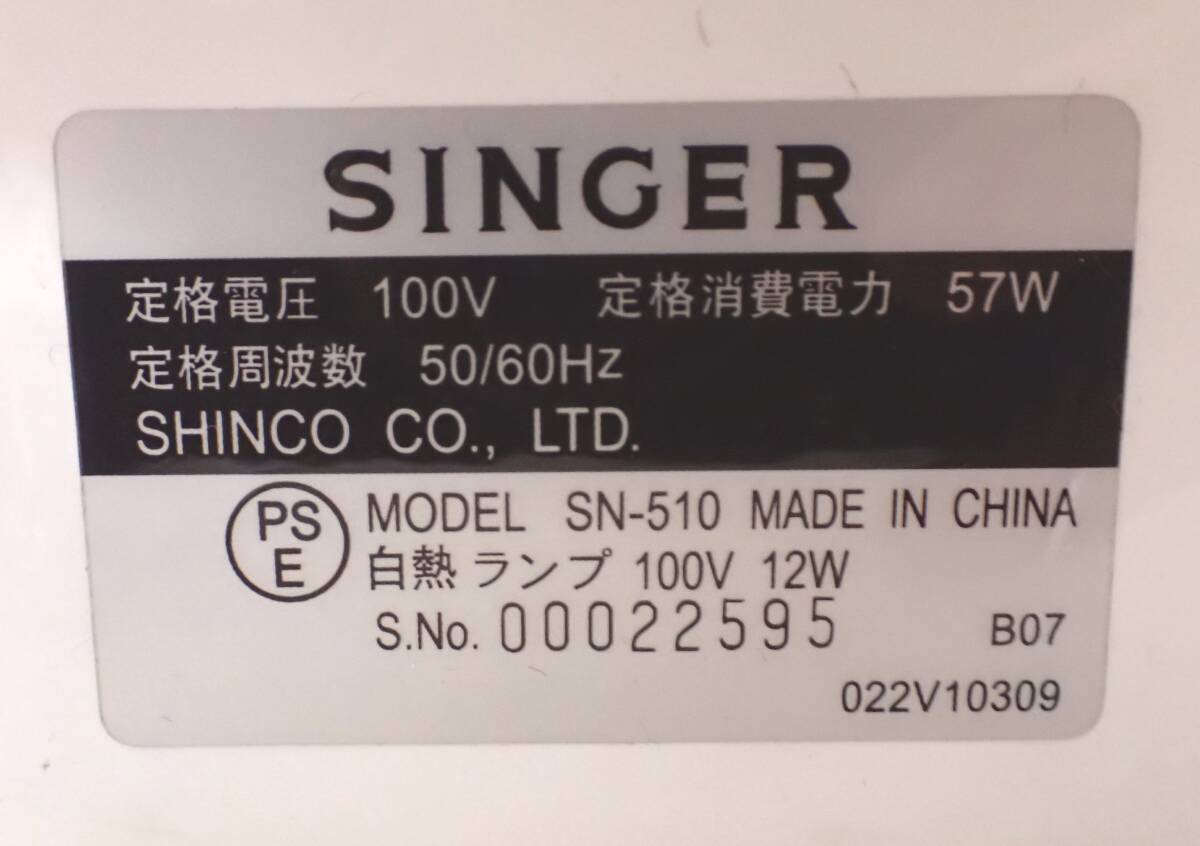 SINGER
定格電圧 100V 定格消費電力 57W
定格周波数 50/60Hz
SHINCO CO., LTD.
PS
E
MODEL SN-510 MADE IN CHINA
白熱ランプ 100V 12W
S.No. 00022595 B07
022V10309